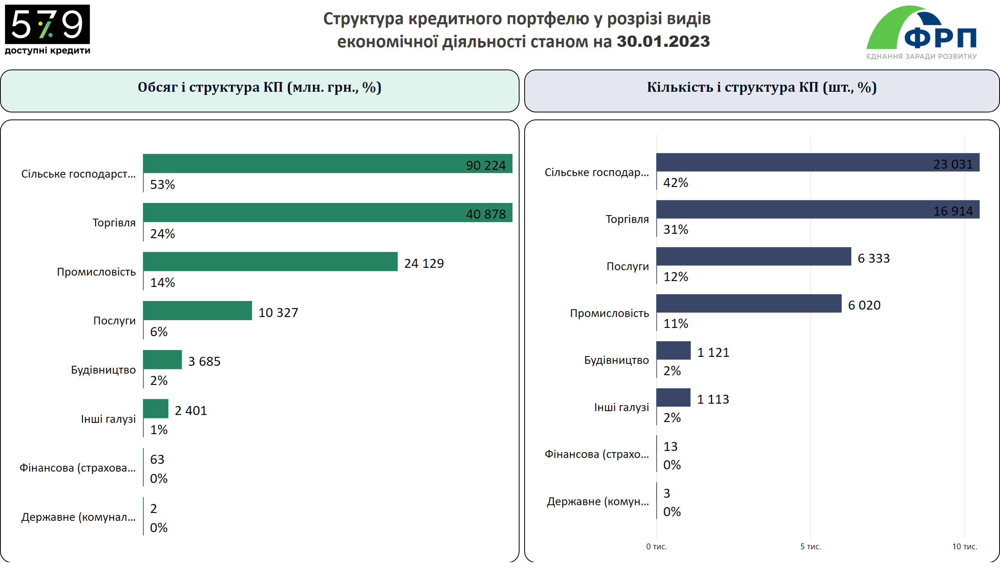 579
доступні кредити
Структура кредитного портфелю у розрізі видів
економічної діяльності станом на 30.01.2023
ФРП
ЄДНАННЯ ЗАРАДИ РОЗВИТКУ
Обсяг і структура КП (млн. грн., %)
Сільське господарст...
90 224
53%
Торгівля
40 878
24%
Промисловість
24 129
14%
Послуги
10 327
6%
Будівництво
3 685
2%
Інші галузі
2 401
1%
Фінансова (страхова...
63
0%
Державне (комунал...
2
0%
Кількість і структура КП (шт., %)
Сільське господар...
23 031
42%
Торгівля
16 914
31%
Послуги
6 333
12%
Промисловість
6 020
11%
Будівництво
1 121
2%
Інші галузі
1 113
2%
Фінансова (страхо...
13
0%
Державне (комун...
3
0%
0 тис.
5 тис.
10 тис.